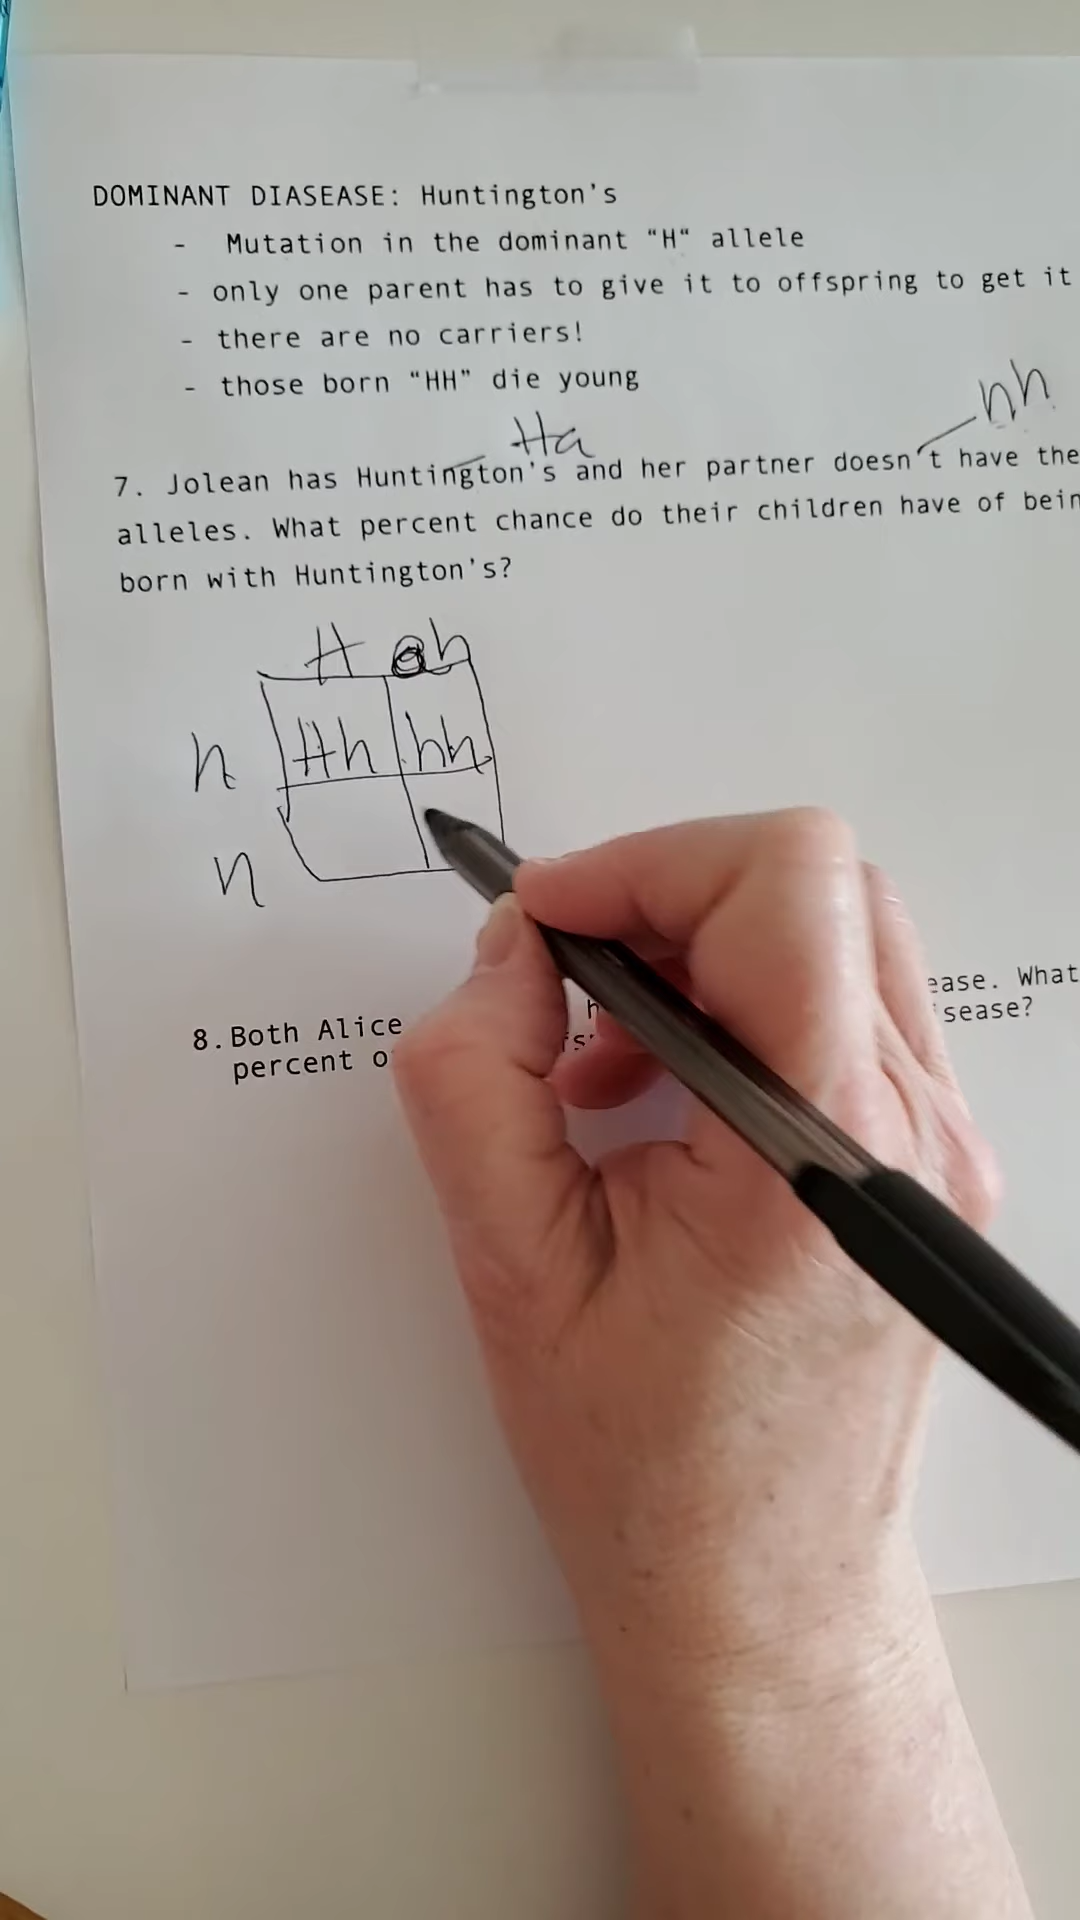 DOMINANT DIASEASE: Huntington's
- Mutation in the dominant "H" allele
- only one parent has to give it to offspring to get it
- there are no carriers!
- those born "HH" die young
Ha
hh
7. Jolean has Huntington's and her partner doesn't have the
alleles. What percent chance do their children have of bein
born with Huntington's?
H h
h Hh hh
h
8. Both Alice ease. What
percent o sease?